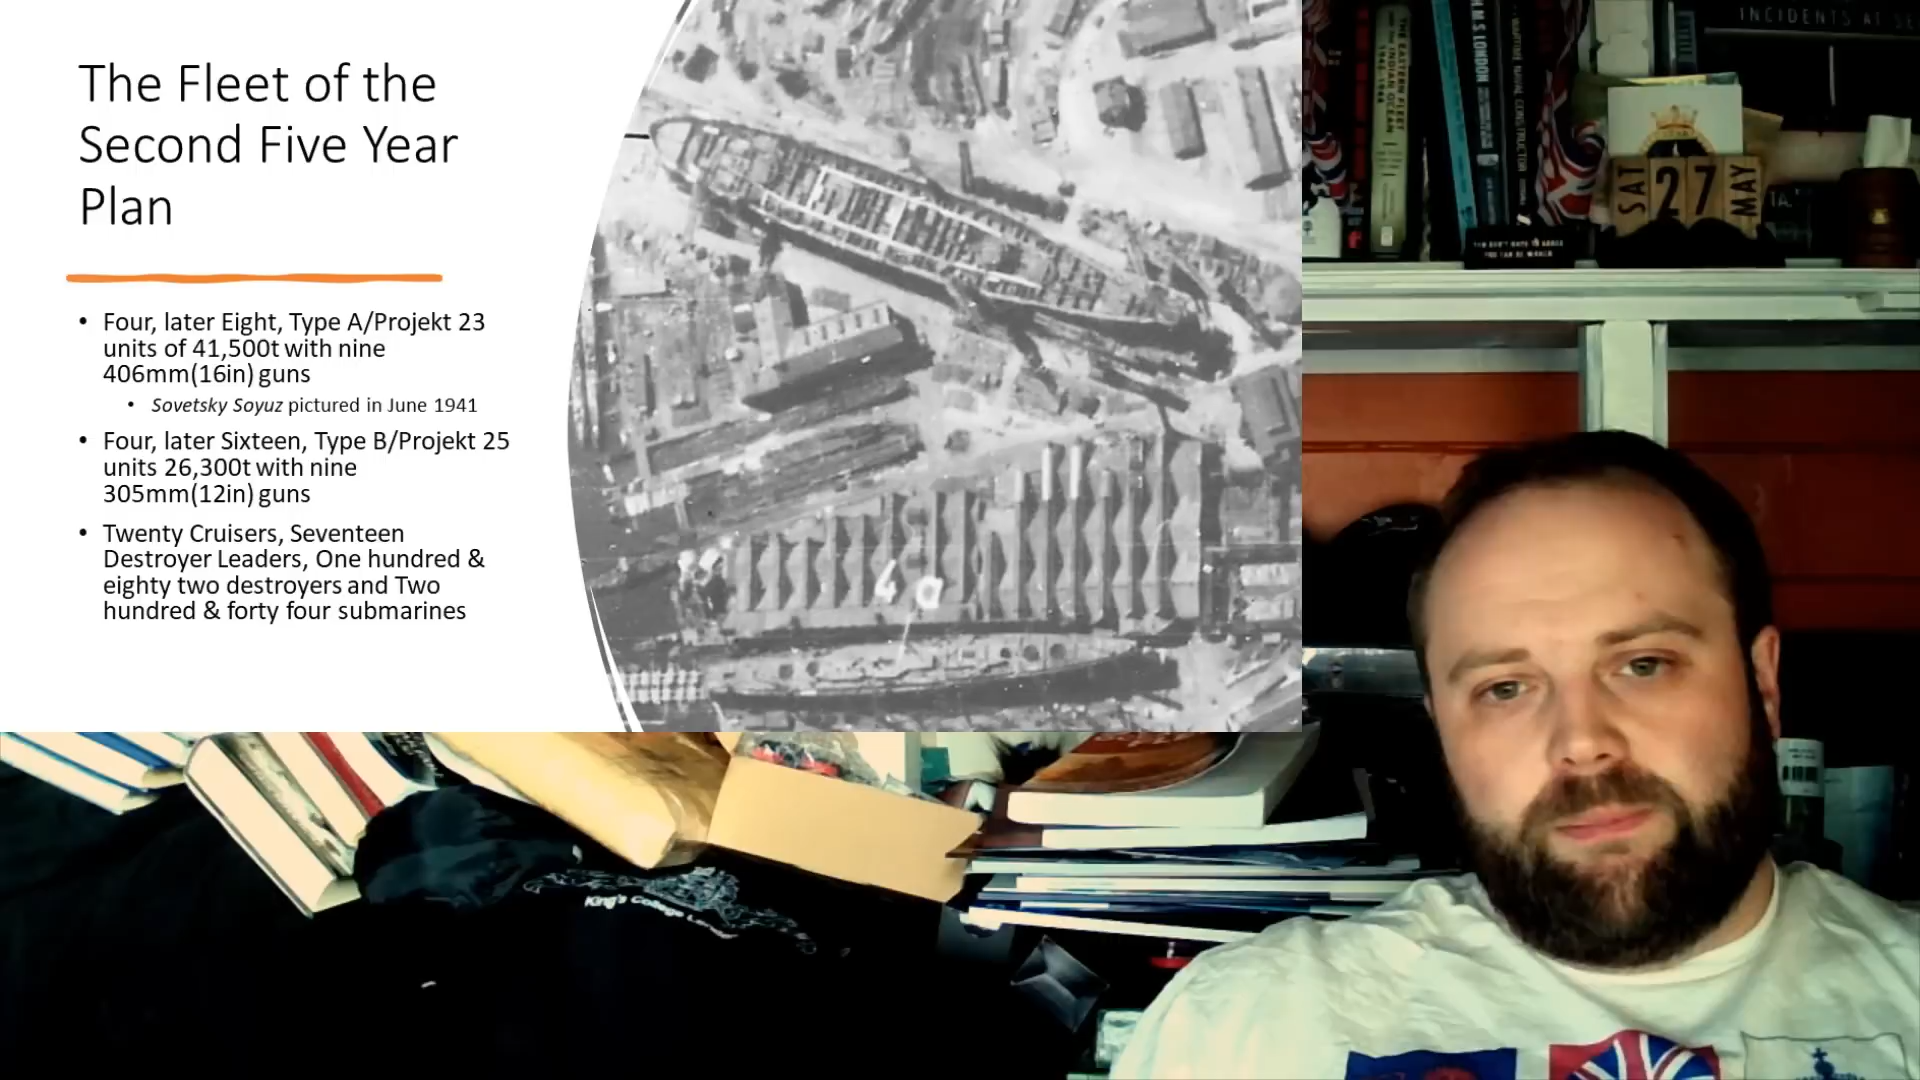 The Fleet of the
Second Five Year
Plan
• Four, later Eight, Type A/Projekt 23
units of 41,500t with nine
406mm(16in) guns
• Sovetsky Soyuz pictured in June 1941
• Four, later Sixteen, Type B/Projekt 25
units 26,300t with nine
305mm(12in) guns
• Twenty Cruisers, Seventeen
Destroyer Leaders, One hundred &
eighty two destroyers and Two
hundred & forty four submarines
4a
INCIDENTS AT SE
THE EASTERN FLEET
INDIAN OCEAN
H.M.S LONDON
SAT
27
MAY
King's College